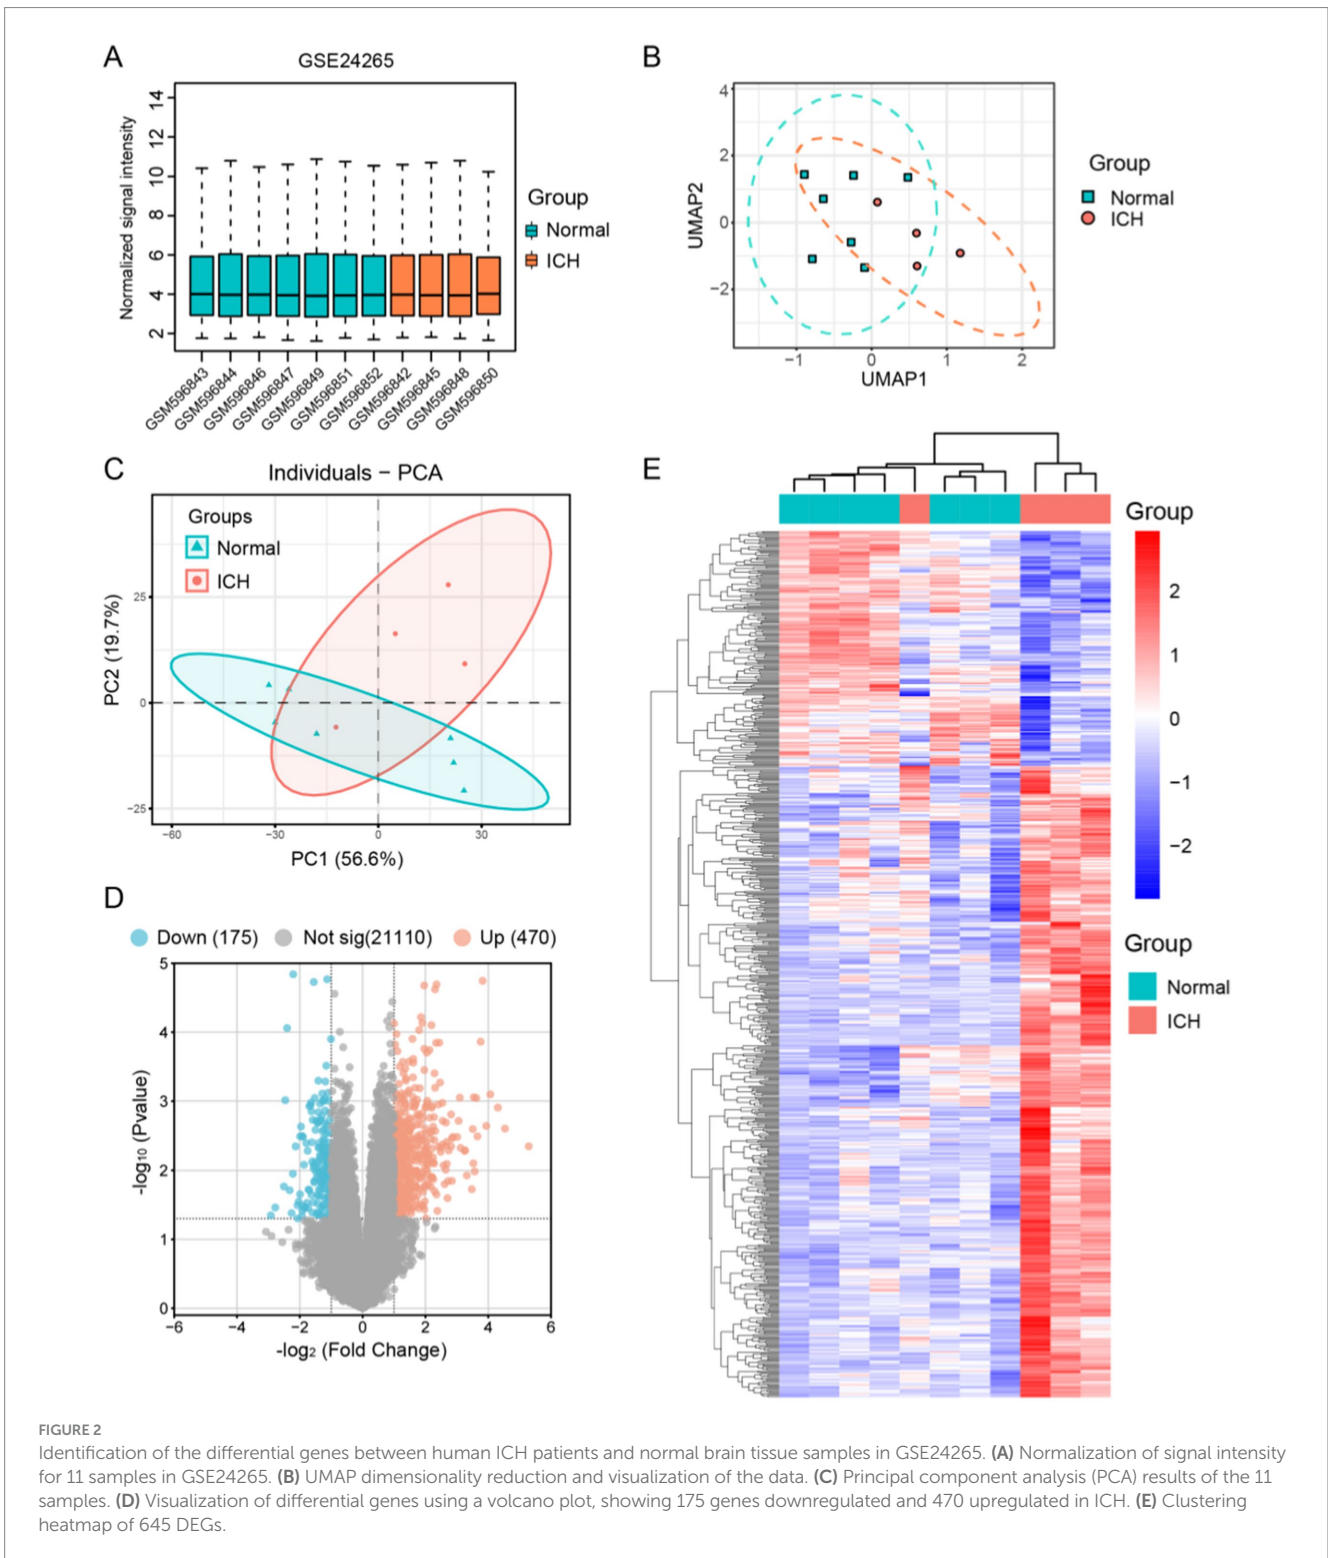 A
GSE24265
Normalized signal intensity
14
12
10
8
6
4
2
GSM596843
GSM596844
GSM596846
GSM596847
GSM596849
GSM596851
GSM596852
GSM596842
GSM596845
GSM596848
GSM596850
Group
Normal
ICH
B
UMAP2
4
2
0
−2
−1
0
1
2
UMAP1
Group
Normal
ICH
C
Individuals − PCA
Groups
Normal
ICH
PC2 (19.7%)
25
0
−25
−60
−30
0
30
PC1 (56.6%)
D
Down (175)
Not sig(21110)
Up (470)
-log10 (Pvalue)
5
4
3
2
1
0
−6
−4
−2
0
2
4
6
-log2 (Fold Change)
E
Group
2
1
0
−1
−2
Group
Normal
ICH
FIGURE 2
Identification of the differential genes between human ICH patients and normal brain tissue samples in GSE24265. (A) Normalization of signal intensity
for 11 samples in GSE24265. (B) UMAP dimensionality reduction and visualization of the data. (C) Principal component analysis (PCA) results of the 11
samples. (D) Visualization of differential genes using a volcano plot, showing 175 genes downregulated and 470 upregulated in ICH. (E) Clustering
heatmap of 645 DEGs.